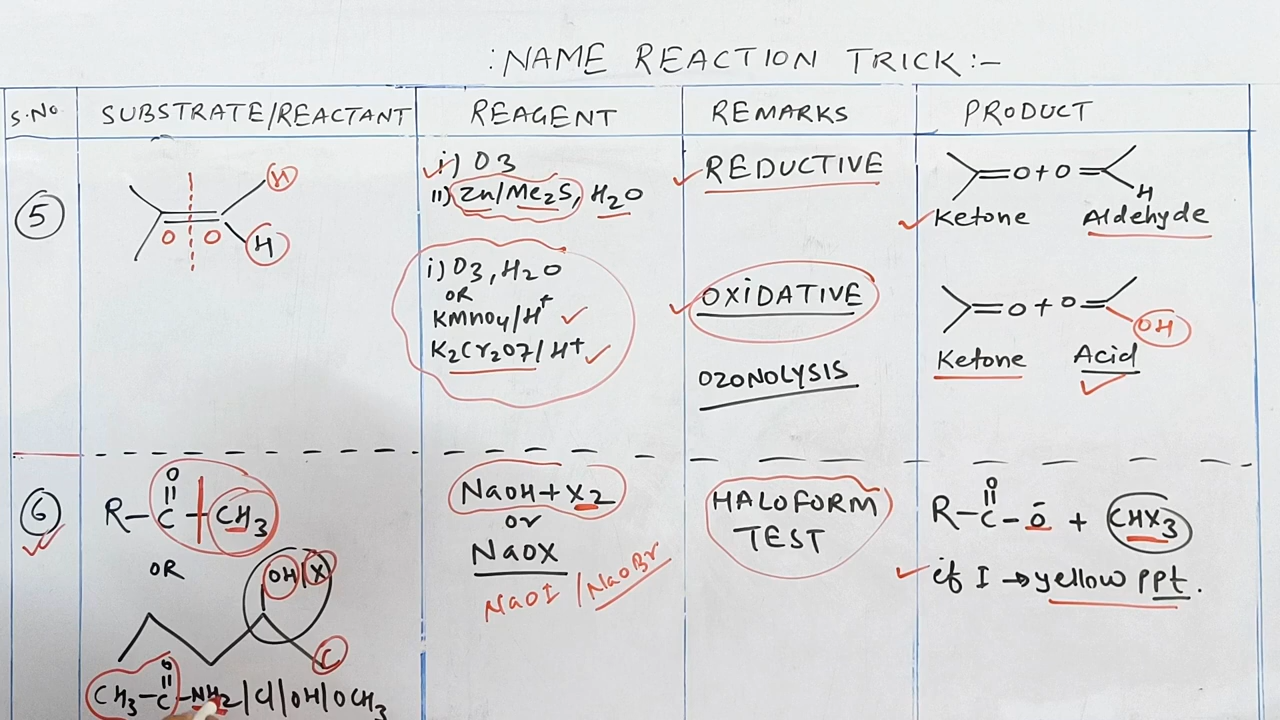 :NAME REACTION TRICK:-
S.No. SUBSTRATE/REACTANT REAGENT REMARKS PRODUCT
5
H
O O
H
i) O3
ii) Zn/Me2S, H2O
REDUCTIVE
=O + O=
H
Ketone Aldehyde
i) O3, H2O
OR
KMnO4/H+
K2Cr2O7/H+
OXIDATIVE
OZONOLYSIS
=O + O=
OH
Ketone Acid
6
O
||
R-C-CH3
OR
OH/X
C
O
||
CH3-C-NH2/Cl/OH/OCH3
NaOH + X2
or
NaOX
NaOI/NaOBr
HALOFORM
TEST
O
||
R-C-O- + CHX3
if I → yellow ppt.